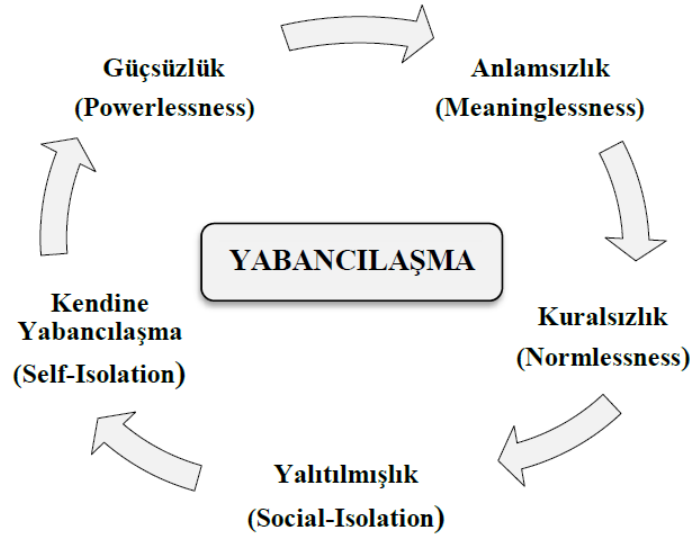 Güçsüzlük
(Powerlessness)
Anlamsızlık
(Meaninglessness)
YABANCILAŞMA
Kuralsızlık
(Normlessness)
Yalıtılmışlık
(Social-Isolation)
Kendine
Yabancılaşma
(Self-Isolation)